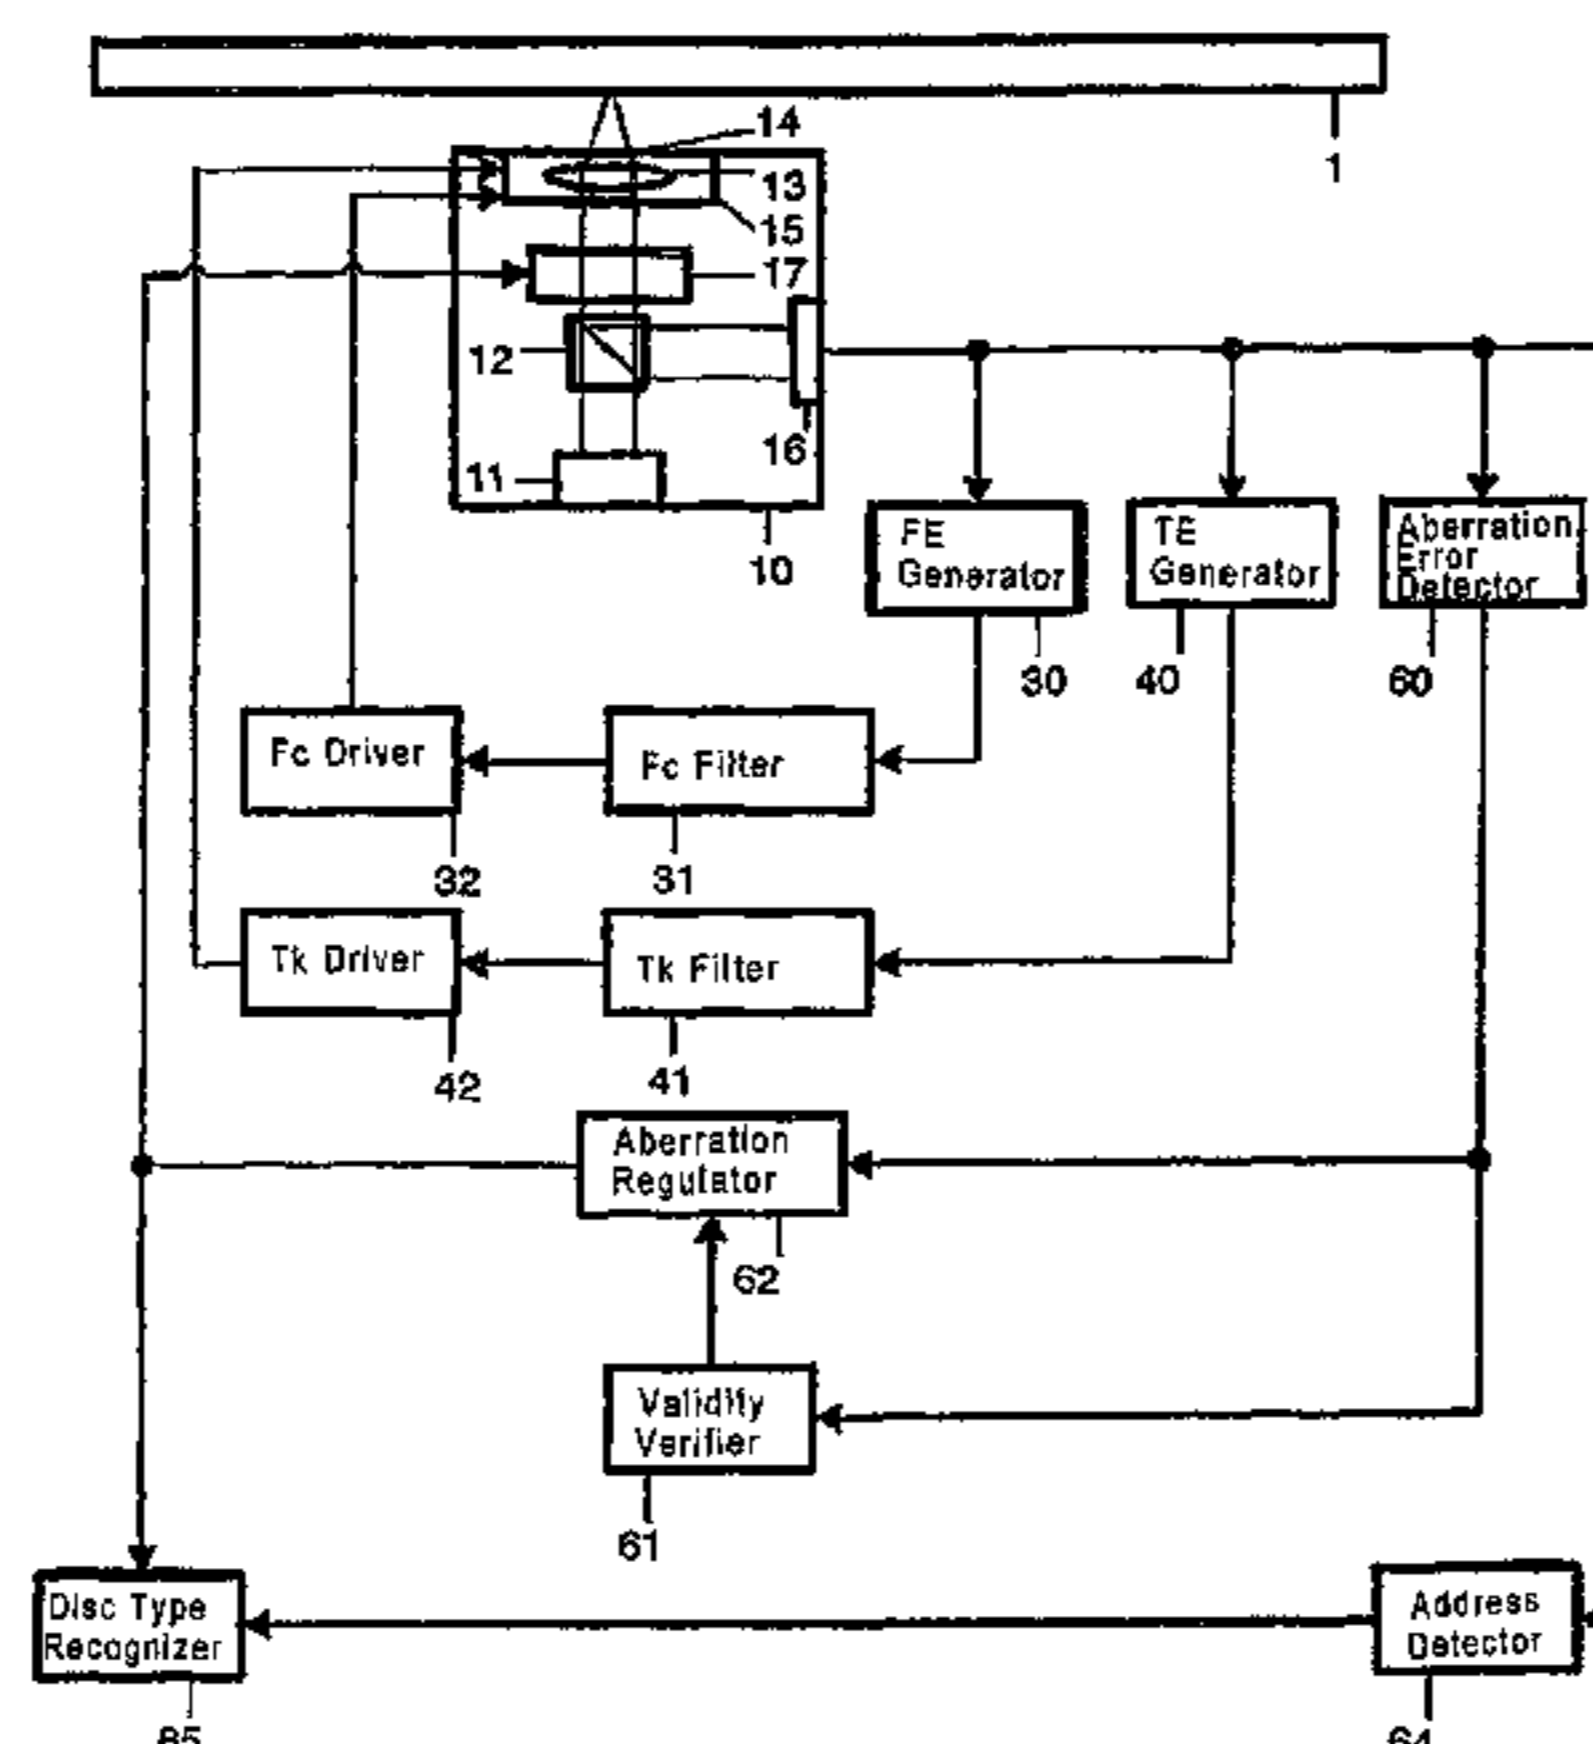 14
1
13
15
17
12
16
11
10
FE
Generator
TE
Generator
Aberration
Error
Detector
30
40
60
Fc Driver
Fc Filter
32
31
Tk Driver
Tk Filter
42
41
Aberration
Regulator
62
Validity
Verifier
61
Disc Type
Recognizer
Address
Detector
64